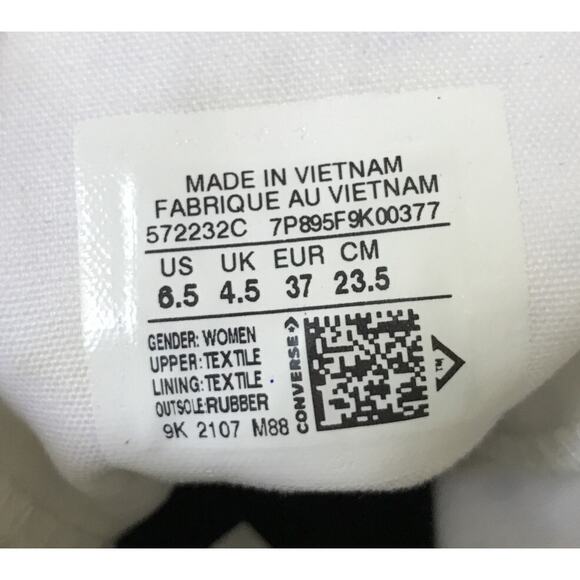 MADE IN VIETNAM
FABRIQUE AU VIETNAM
572232C 7P895F9K00377
US UK EUR CM
6.5 4.5 37 23.5
GENDER: WOMEN
UPPER: TEXTILE
LINING: TEXTILE
OUTSOLE: RUBBER
9K 2107 M88
CONVERSE
TM